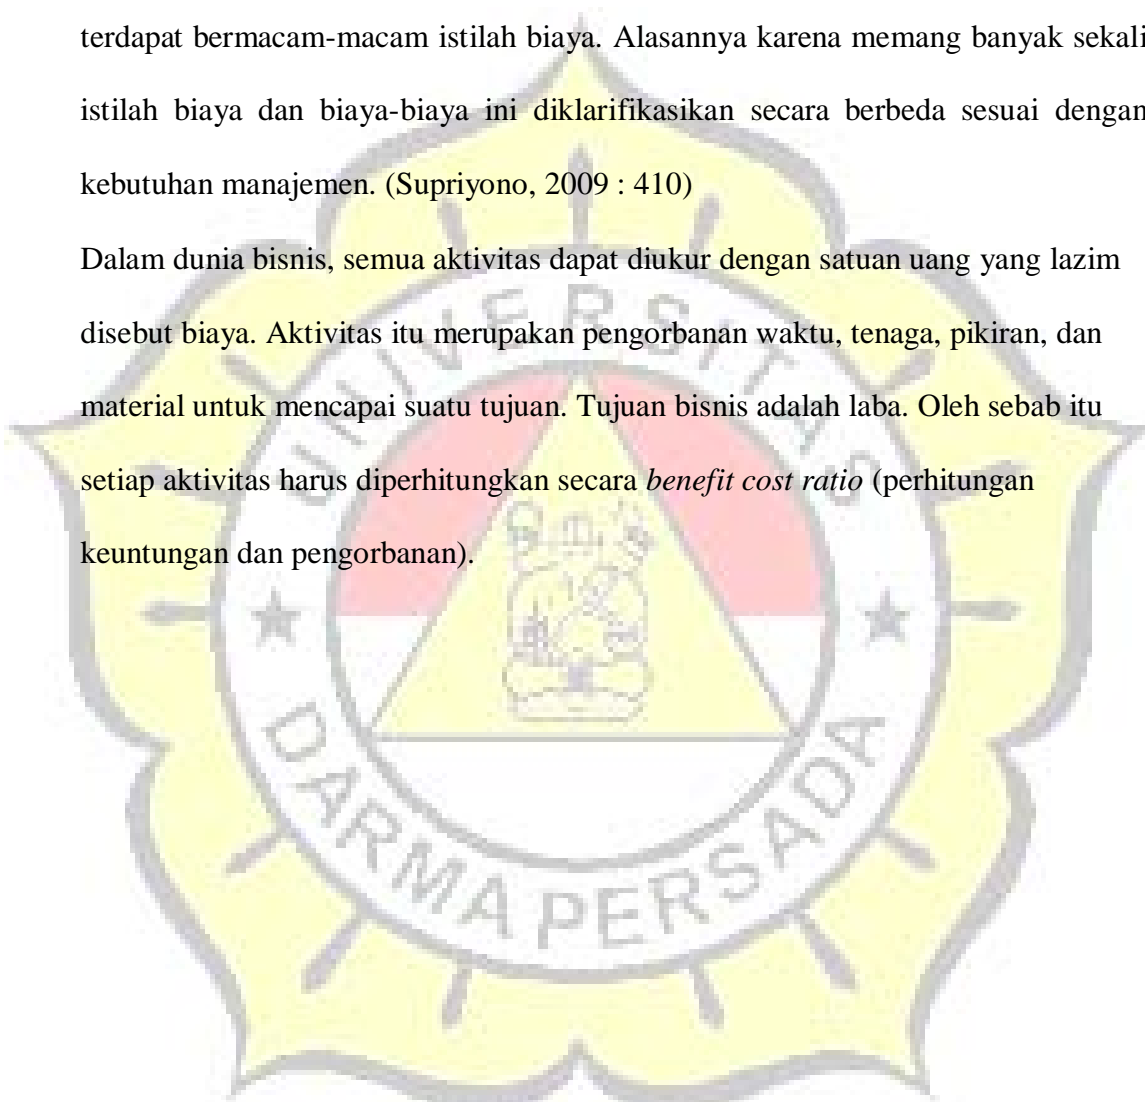 terdapat bermacam-macam istilah biaya. Alasannya karena memang banyak sekali
istilah biaya dan biaya-biaya ini diklarifikasikan secara berbeda sesuai dengan
kebutuhan manajemen. (Supriyono, 2009 : 410)
Dalam dunia bisnis, semua aktivitas dapat diukur dengan satuan uang yang lazim
disebut biaya. Aktivitas itu merupakan pengorbanan waktu, tenaga, pikiran, dan
material untuk mencapai suatu tujuan. Tujuan bisnis adalah laba. Oleh sebab itu
setiap aktivitas harus diperhitungkan secara benefit cost ratio (perhitungan
keuntungan dan pengorbanan).
UNIVERSITAS
DARMA PERSADA